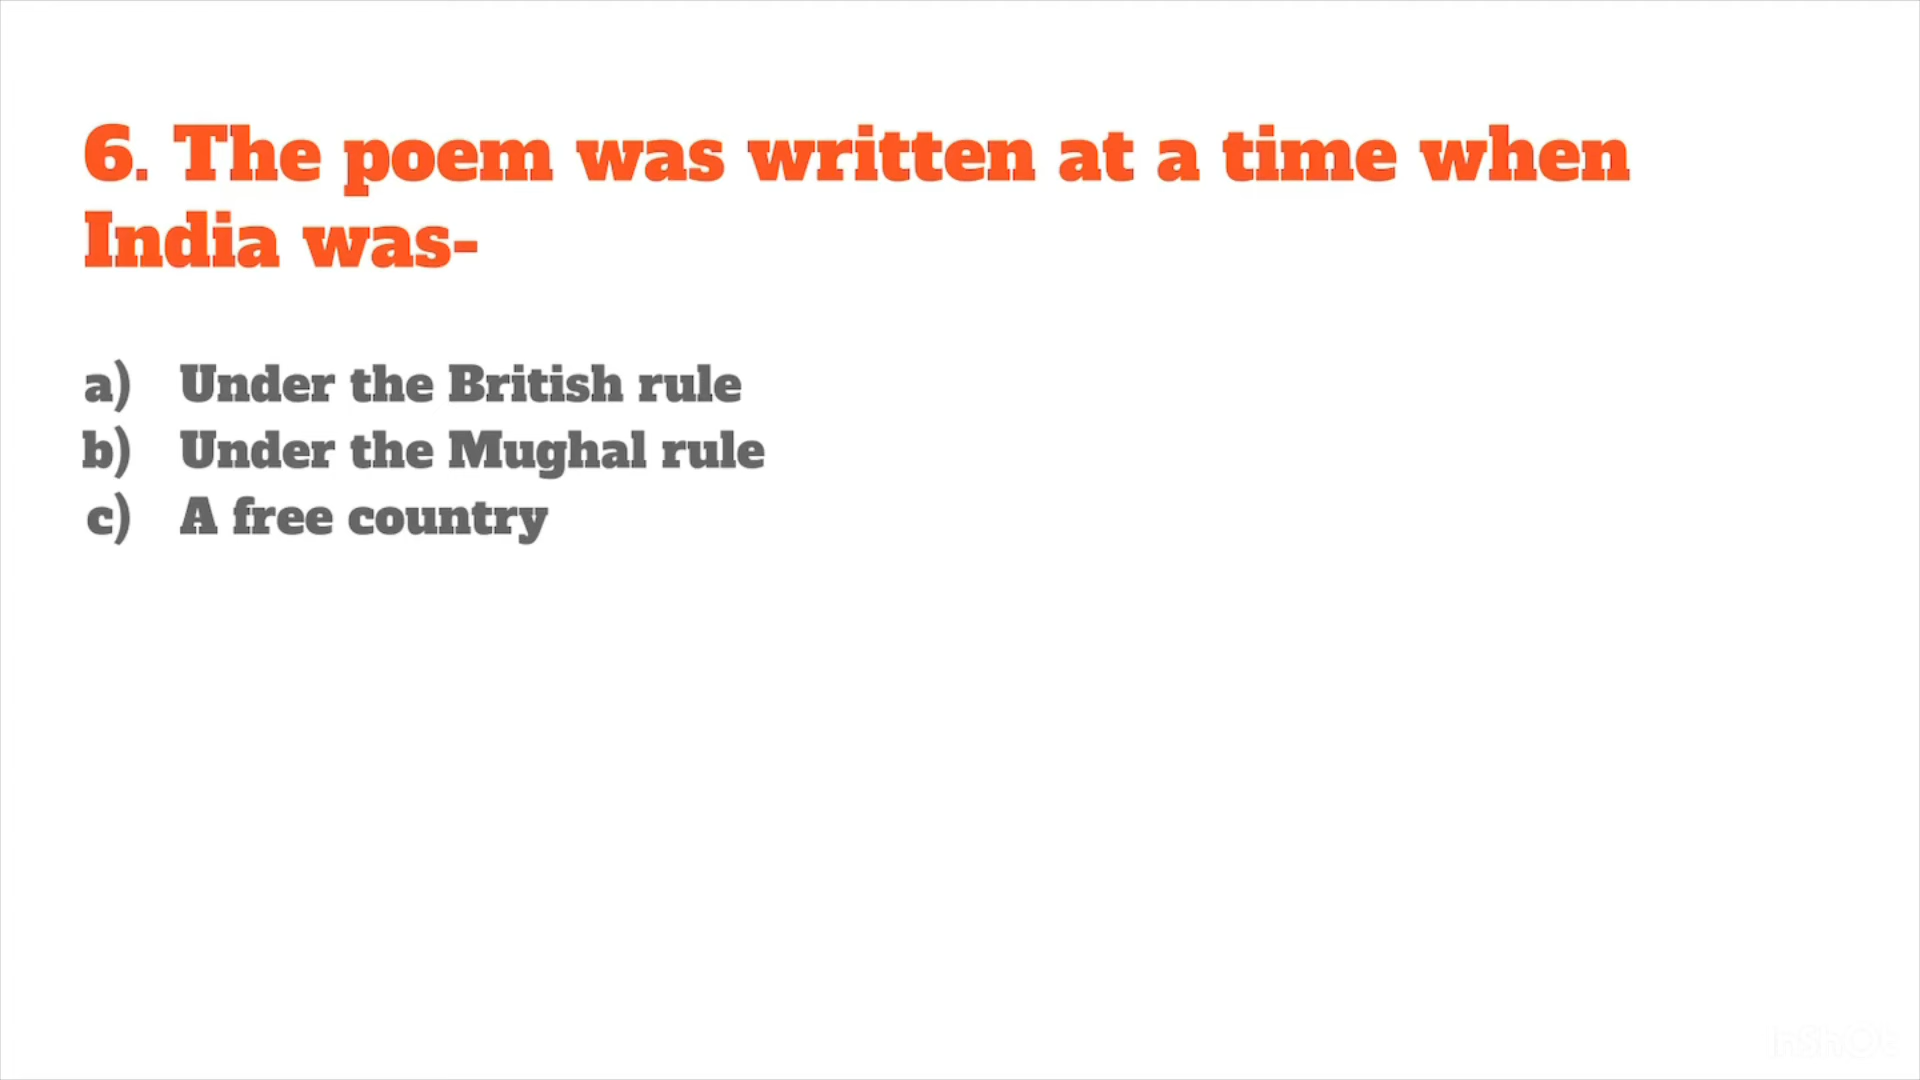 6. The poem was written at a time when
India was-
a) Under the British rule
b) Under the Mughal rule
c) A free country